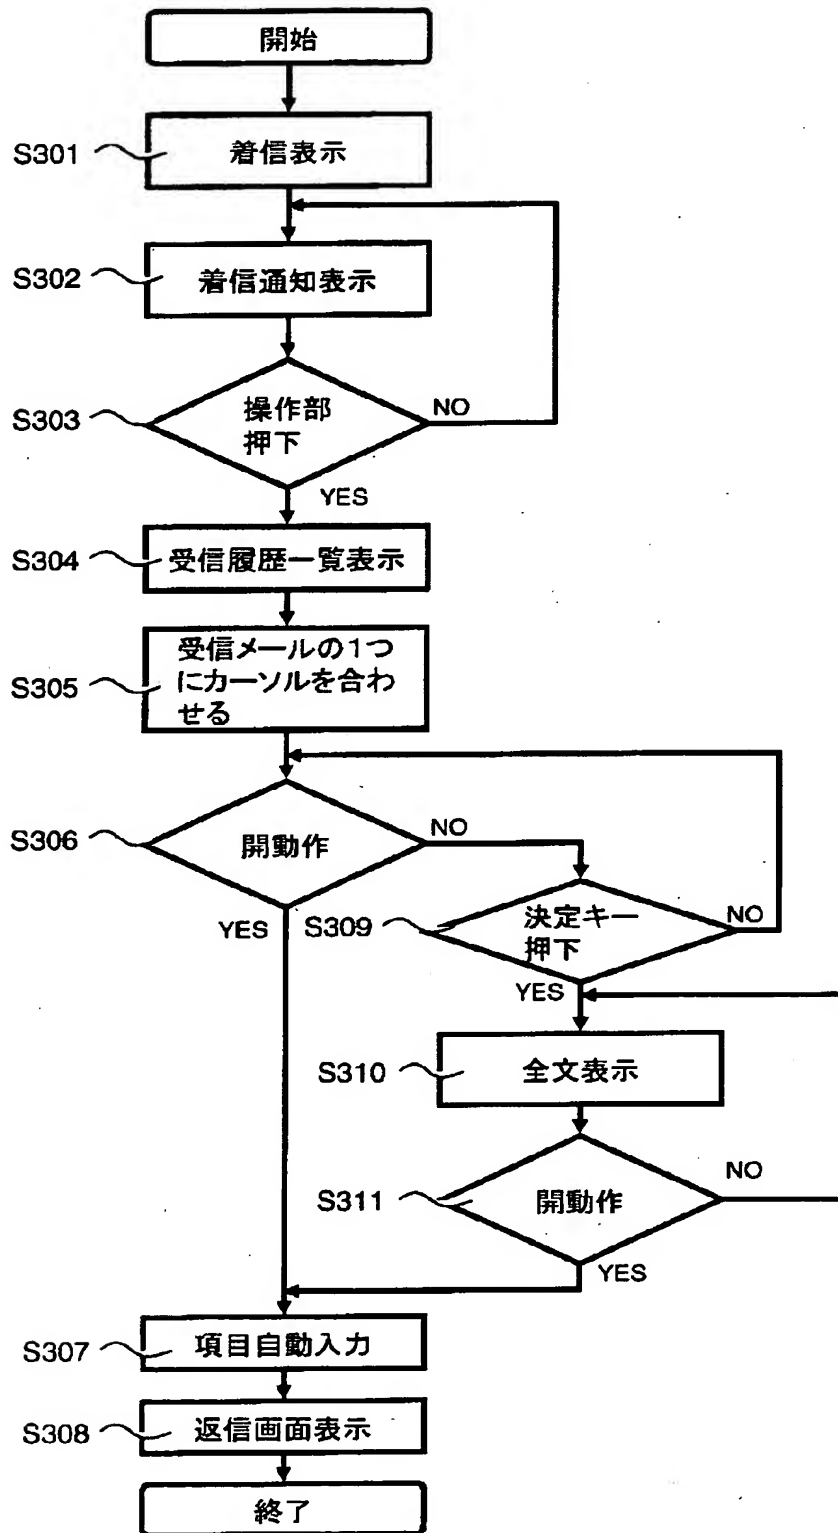 開始
S301
着信表示
S302
着信通知表示
S303
操作部
押下
NO
YES
S304
受信履歴一覧表示
S305
受信メールの1つ
にカーソルを合わ
せる
S306
開動作
NO
YES
S309
決定キー
押下
NO
YES
S310
全文表示
S311
開動作
NO
YES
S307
項目自動入力
S308
返信画面表示
終了